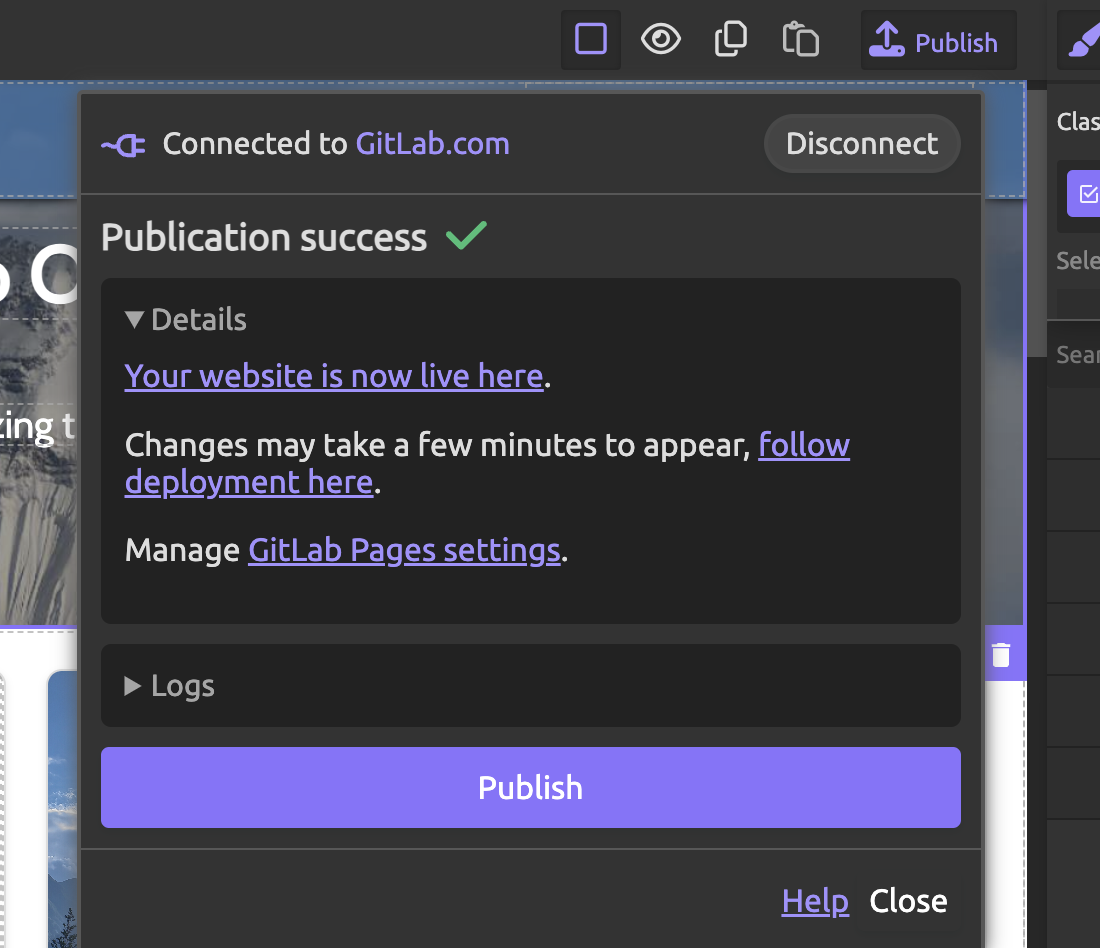 Publish
Connected to GitLab.com
Disconnect
Publication success
Details
Your website is now live here.
Changes may take a few minutes to appear, follow
deployment here.
Manage GitLab Pages settings.
Logs
Publish
Help Close
Clas
Sele
Sear
zing t